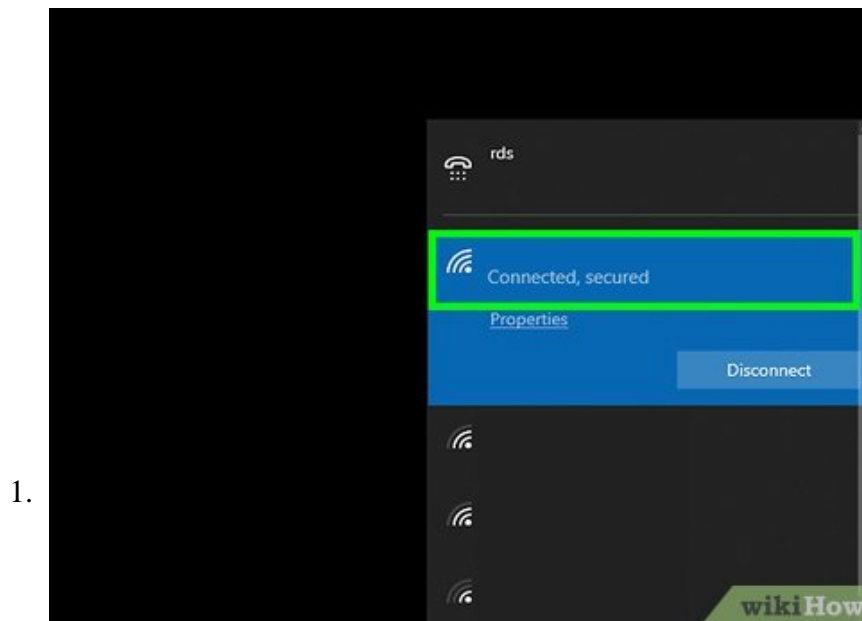 rds
Connected, secured
Properties
Disconnect
1.
wikiHow